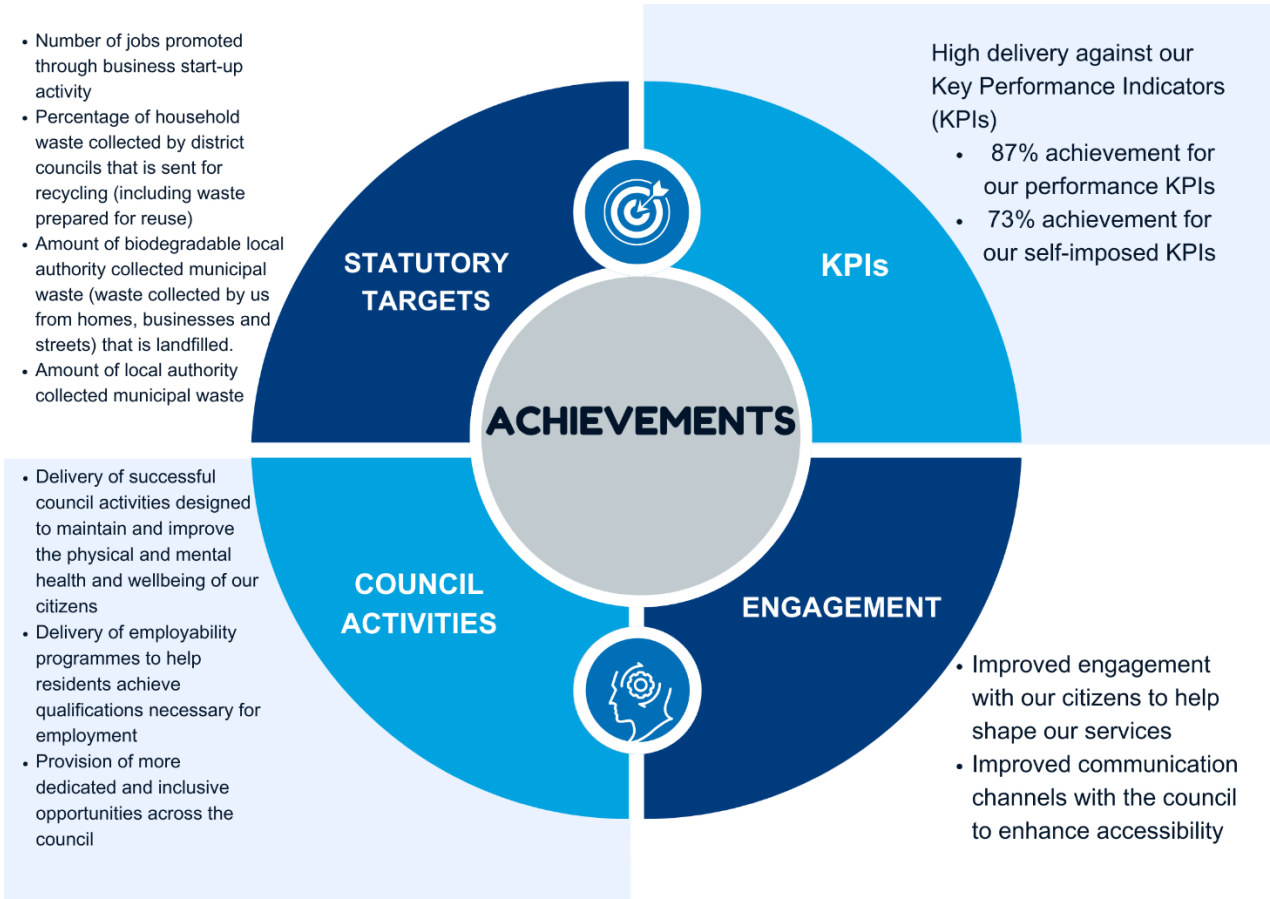 • Number of jobs promoted
through business start-up
activity
• Percentage of household
waste collected by district
councils that is sent for
recycling (including waste
prepared for reuse)
• Amount of biodegradable local
authority collected municipal
waste (waste collected by us
from homes, businesses and
streets) that is landfilled.
• Amount of local authority
collected municipal waste
STATUTORY
TARGETS
KPIs
High delivery against our
Key Performance Indicators
(KPIs)
• 87% achievement for
our performance KPIs
• 73% achievement for
our self-imposed KPIs
ACHIEVEMENTS
• Delivery of successful
council activities designed
to maintain and improve
the physical and mental
health and wellbeing of our
citizens
• Delivery of employability
programmes to help
residents achieve
qualifications necessary for
employment
• Provision of more
dedicated and inclusive
opportunities across the
council
COUNCIL
ACTIVITIES
ENGAGEMENT
• Improved engagement
with our citizens to help
shape our services
• Improved communication
channels with the council
to enhance accessibility